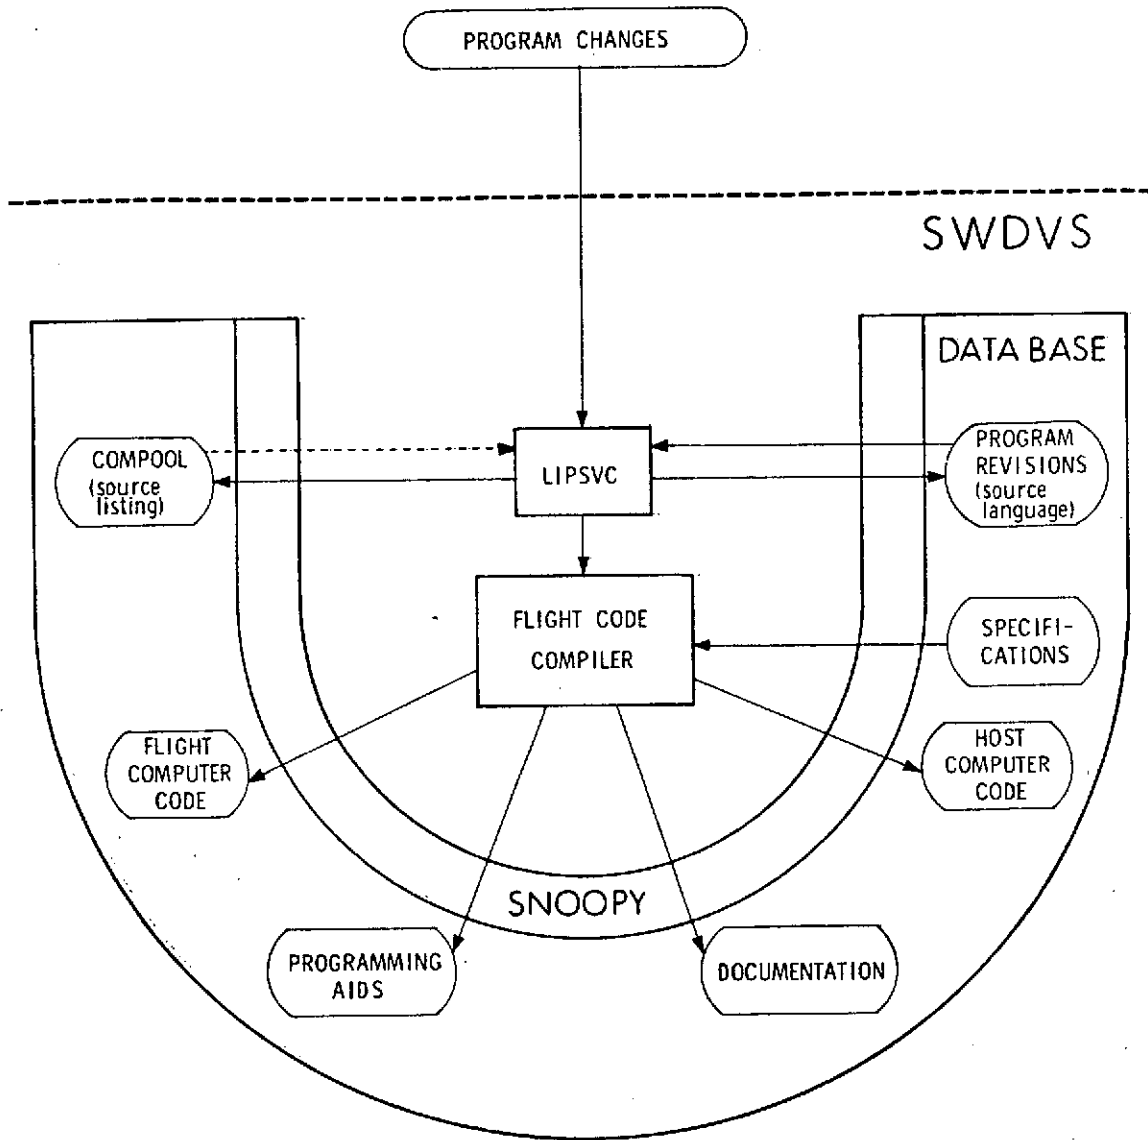 PROGRAM CHANGES
SWDVS
DATA BASE
COMPOOL
(source
listing)
LIPSVC
PROGRAM
REVISIONS
(source
language)
FLIGHT CODE
COMPILER
SPECIFI-
CATIONS
FLIGHT
COMPUTER
CODE
HOST
COMPUTER
CODE
SNOOPY
PROGRAMMING
AIDS
DOCUMENTATION